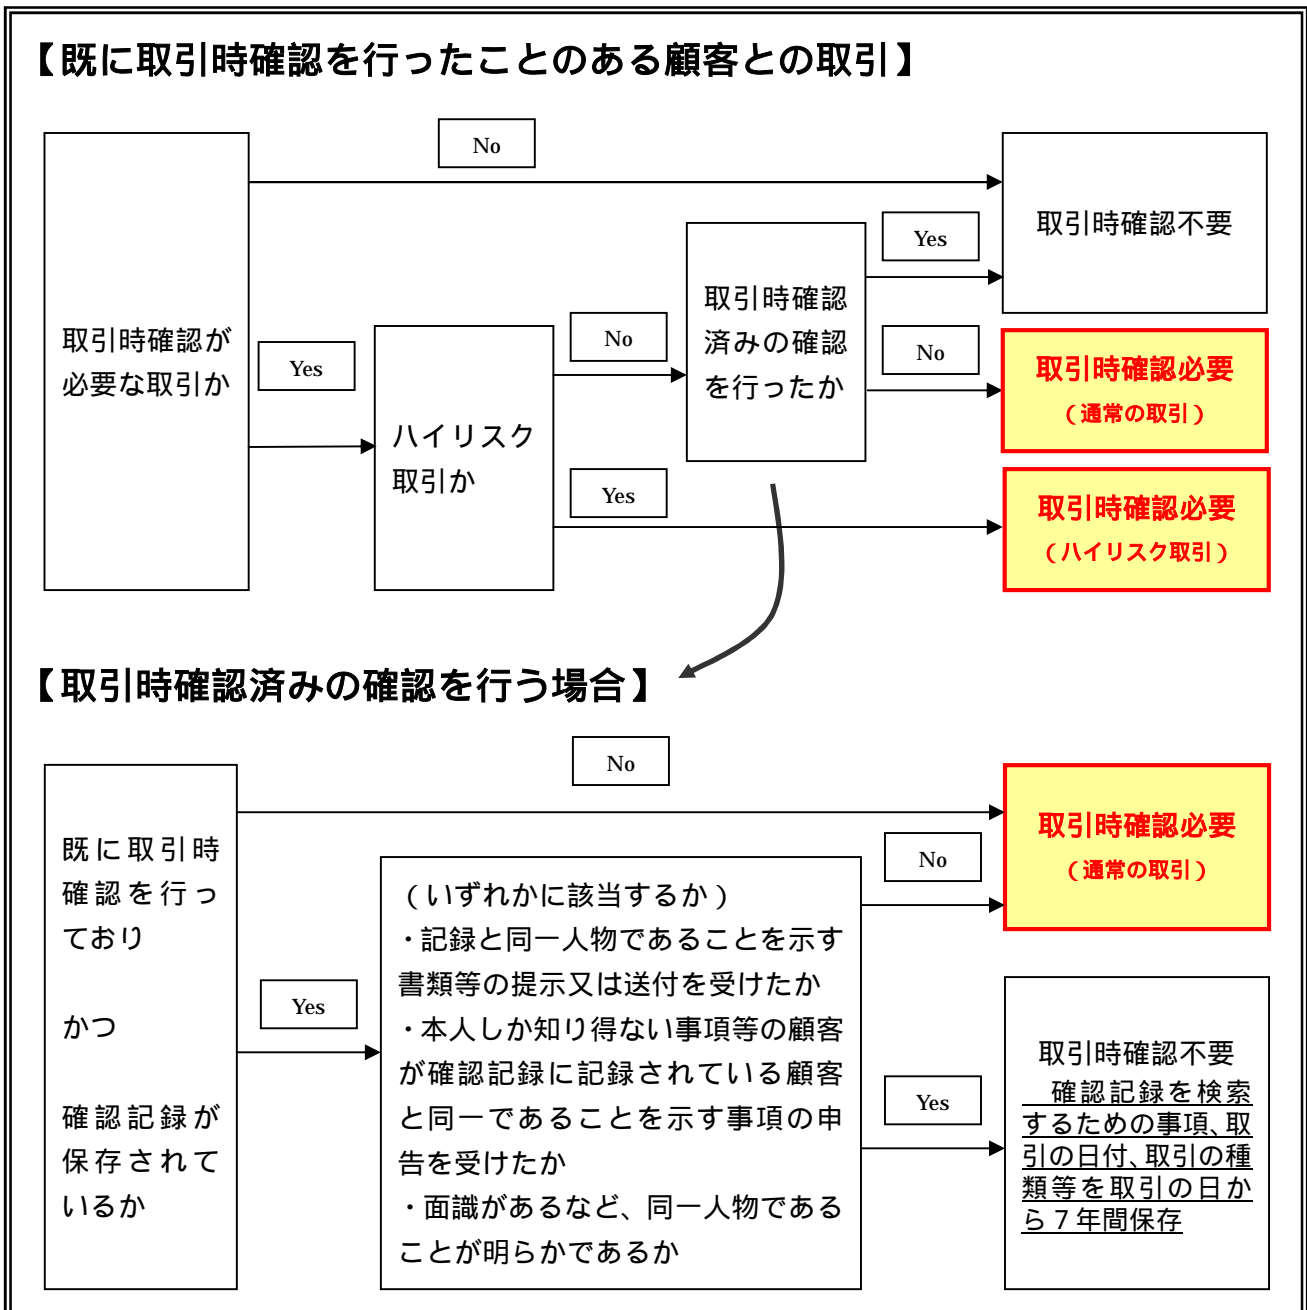 【既に取引時確認を行ったことのある顧客との取引】
No
取引時確認が
必要な取引か
Yes
ハイリスク
取引か
No
Yes
取引時確認
済みの確認
を行ったか
Yes
No
取引時確認不要
取引時確認必要
(通常の取引)
取引時確認必要
(ハイリスク取引)
【取引時確認済みの確認を行う場合】
No
既に取引時
確認を行っ
ており
かつ
確認記録が
保存されて
いるか
Yes
(いずれかに該当するか)
・記録と同一人物であることを示す
書類等の提示又は送付を受けたか
・本人しか知り得ない事項等の顧客
が確認記録に記録されている顧客
と同一であることを示す事項の申
告を受けたか
・面識があるなど、同一人物である
ことが明らかであるか
No
Yes
取引時確認必要
(通常の取引)
取引時確認不要
確認記録を検索
するための事項、取
引の日付、取引の種
類等を取引の日か
ら7年間保存